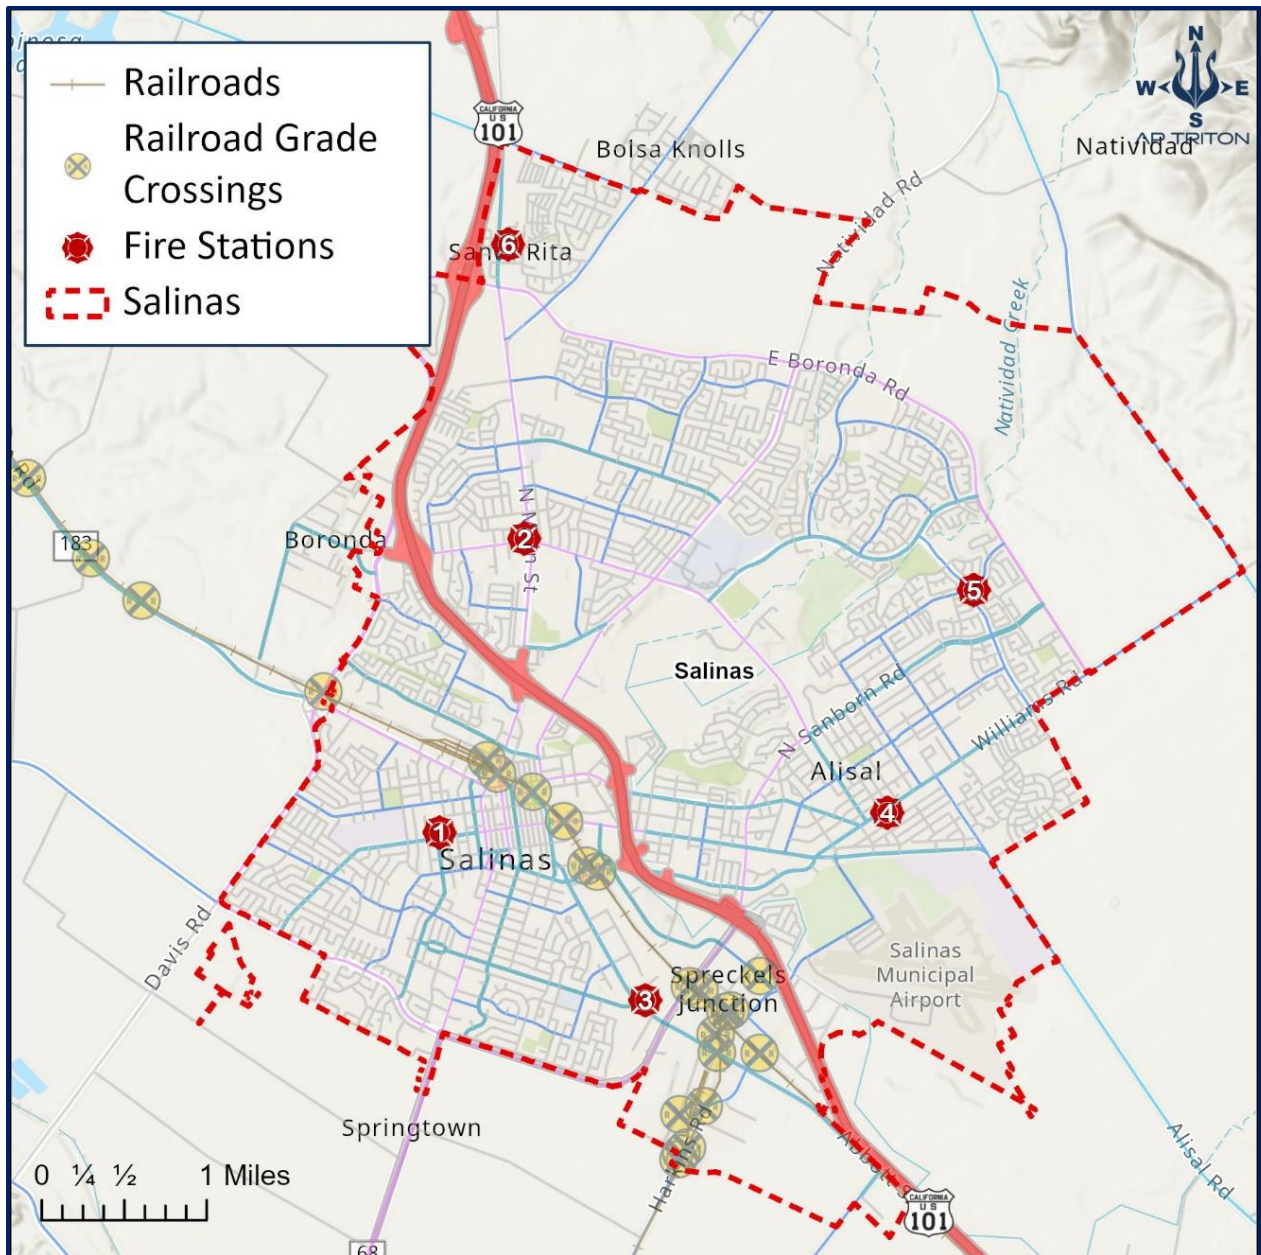 pinosa
Railroads
Railroad Grade
Crossings
Fire Stations
Salinas
N
W E
S
AP TRITON
CALIFORNIA
US
101
Bolsa Knolls
Natividad
Natividad Rd
6
Santa Rita
Natividad Creek
E Boronda Rd
Rd
183
Boronda
N Main St
2
5
Salinas
N Sanborn Rd
Williams Rd
Alisal
4
1
Salinas
Davis Rd
Salinas
Municipal
Airport
Spreckels
Junction
3
Springtown
Harkins Rd
Abbott S
Alisal Rd
0 ¼ ½ 1 Miles
CALIFORNIA
US
101
68